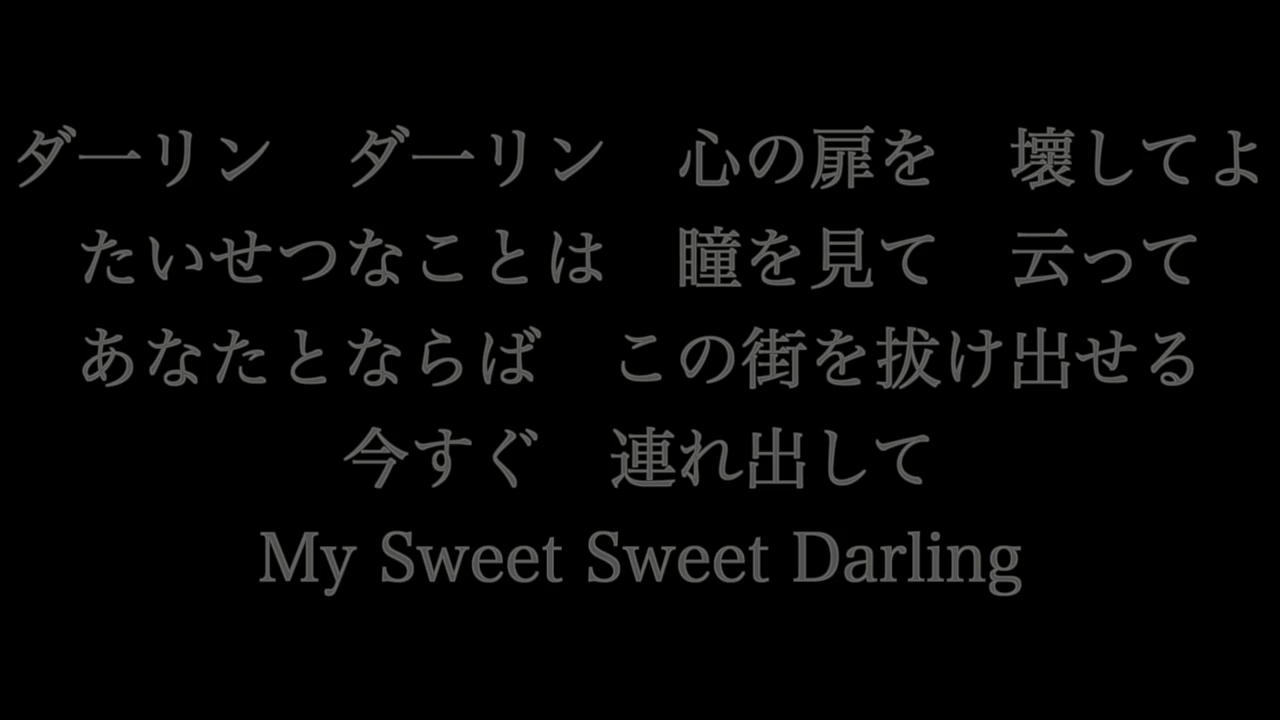 ダーリン　ダーリン　心の扉を　壊してよ
たいせつなことは　瞳を見て　云って
あなたとならば　この街を抜け出せる
今すぐ　連れ出して
My Sweet Sweet Darling